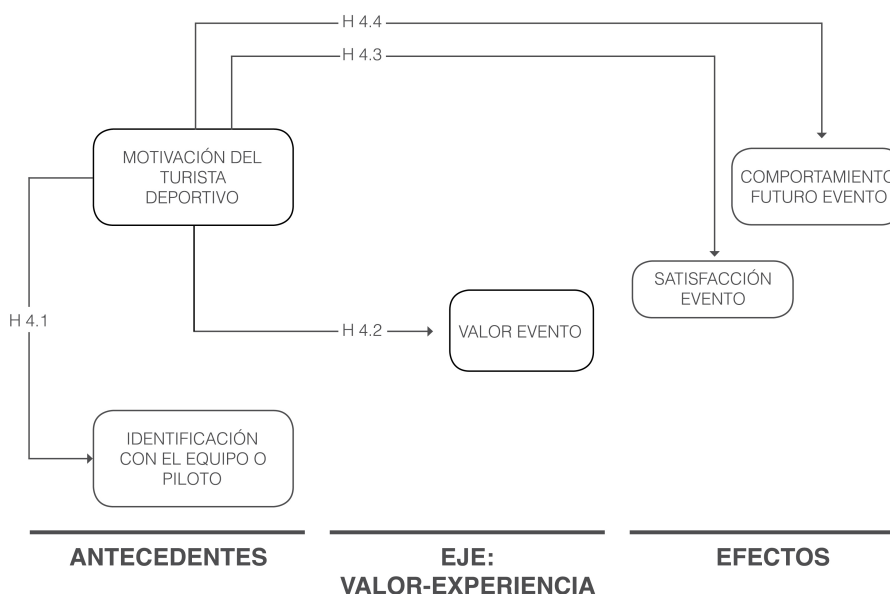 H 4.4
H 4.3
MOTIVACIÓN DEL
TURISTA
DEPORTIVO
COMPORTAMIENTO
FUTURO EVENTO
SATISFACCIÓN
EVENTO
H 4.1
H 4.2
VALOR EVENTO
IDENTIFICACIÓN
CON EL EQUIPO O
PILOTO
ANTECEDENTES
EJE:
VALOR-EXPERIENCIA
EFECTOS